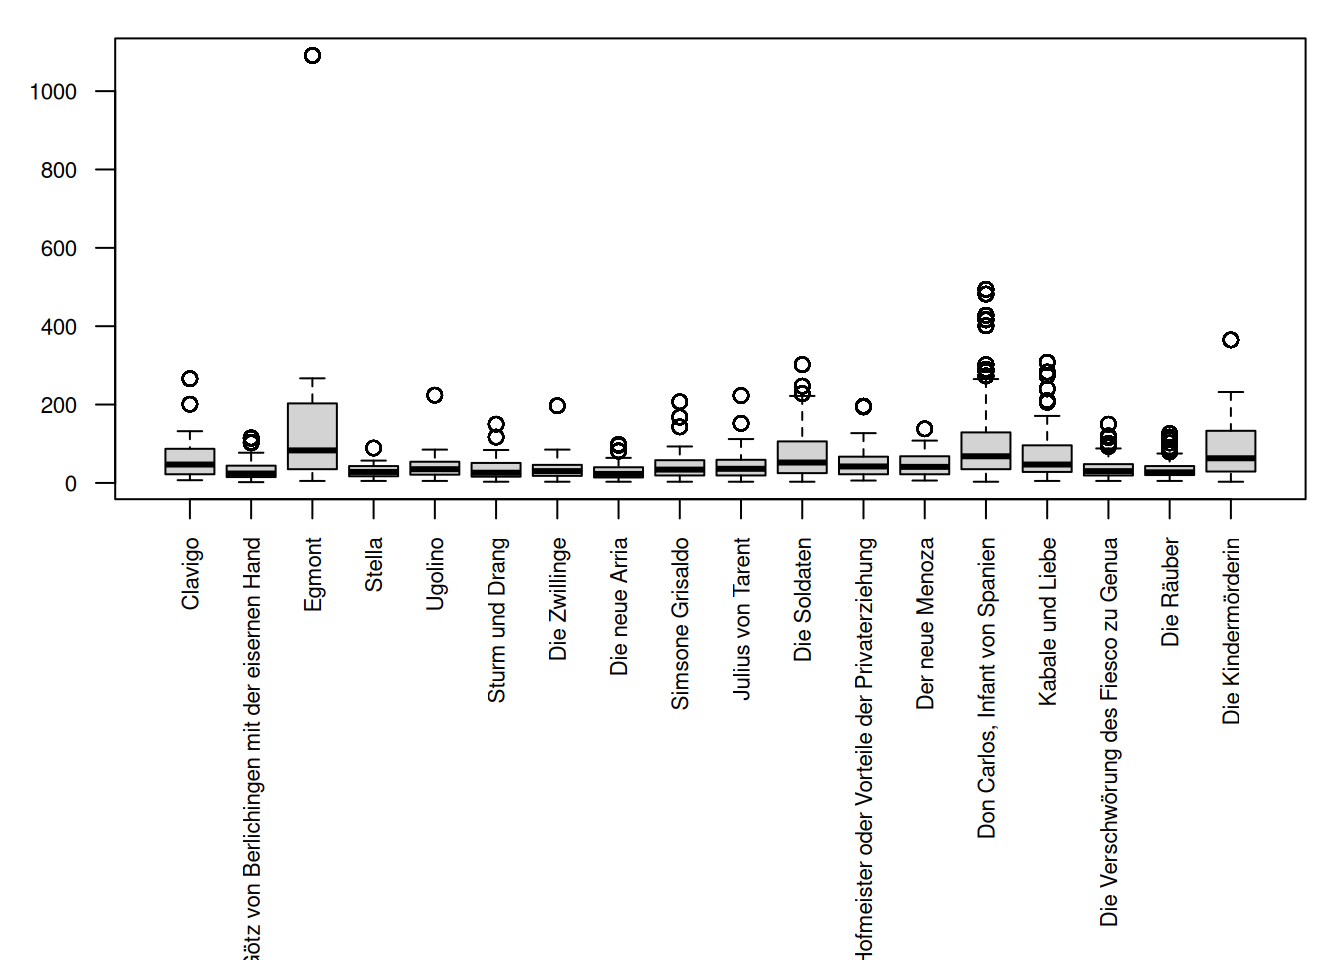 1000
800
600
400
200
0
Clavigo
Götz von Berlichingen mit der eisernen Hand
Egmont
Stella
Ugolino
Sturm und Drang
Die Zwillinge
Die neue Arria
Simsone Grisaldo
Julius von Tarent
Die Soldaten
Hofmeister oder Vorteile der Privaterziehung
Der neue Menoza
Don Carlos, Infant von Spanien
Kabale und Liebe
Die Verschwörung des Fiesco zu Genua
Die Räuber
Die Kindermörderin